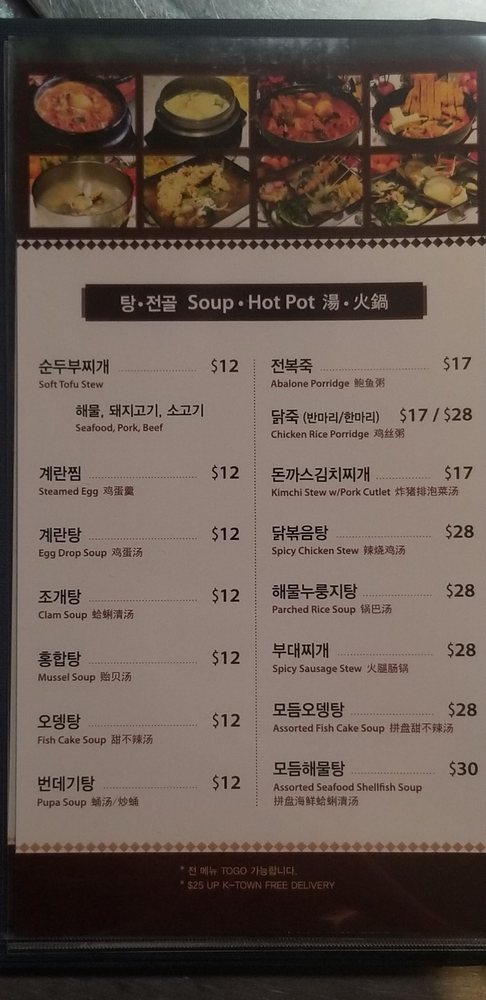 탕•전골 Soup•Hot Pot 湯•火鍋
순두부찌개 $12
Soft Tofu Stew
해물, 돼지고기, 소고기
Seafood, Pork, Beef
계란찜 $12
Steamed Egg 鸡蛋羹
계란탕 $12
Egg Drop Soup 鸡蛋汤
조개탕 $12
Clam Soup 蛤蜊清汤
홍합탕 $12
Mussel Soup 贻贝汤
오뎅탕 $12
Fish Cake Soup 甜不辣汤
번데기탕 $12
Pupa Soup 蛹汤/炒蛹
전복죽 $17
Abalone Porridge 鲍鱼粥
닭죽 (반마리/한마리) $17 / $28
Chicken Rice Porridge 鸡丝粥
돈까스김치찌개 $17
Kimchi Stew w/Pork Cutlet 炸猪排泡菜汤
닭볶음탕 $28
Spicy Chicken Stew 辣烧鸡汤
해물누룽지탕 $28
Parched Rice Soup 锅巴汤
부대찌개 $28
Spicy Sausage Stew 火腿肠锅
모듬오뎅탕 $28
Assorted Fish Cake Soup 拼盘甜不辣汤
모듬해물탕 $30
Assorted Seafood Shellfish Soup
拼盘海鲜蛤蜊清汤
* 전 메뉴 TOGO 가능합니다.
* $25 UP K-TOWN FREE DELIVERY